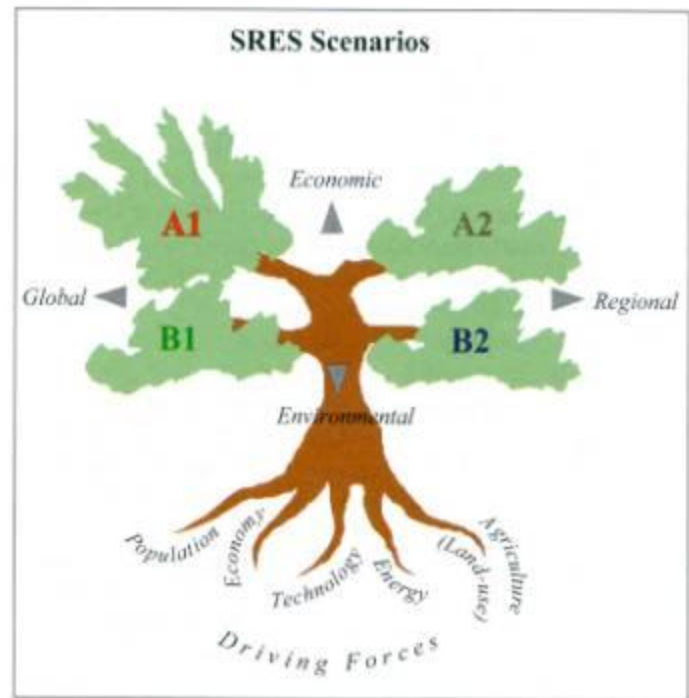 SRES Scenarios
Economic
A1
A2
Global
Regional
B1
B2
Environmental
Population
Economy
Technology
Energy
Agriculture
(Land-use)
Driving Forces